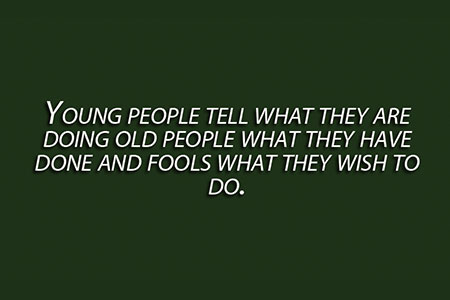 Young people tell what they are
doing old people what they have
done and fools what they wish to
do.